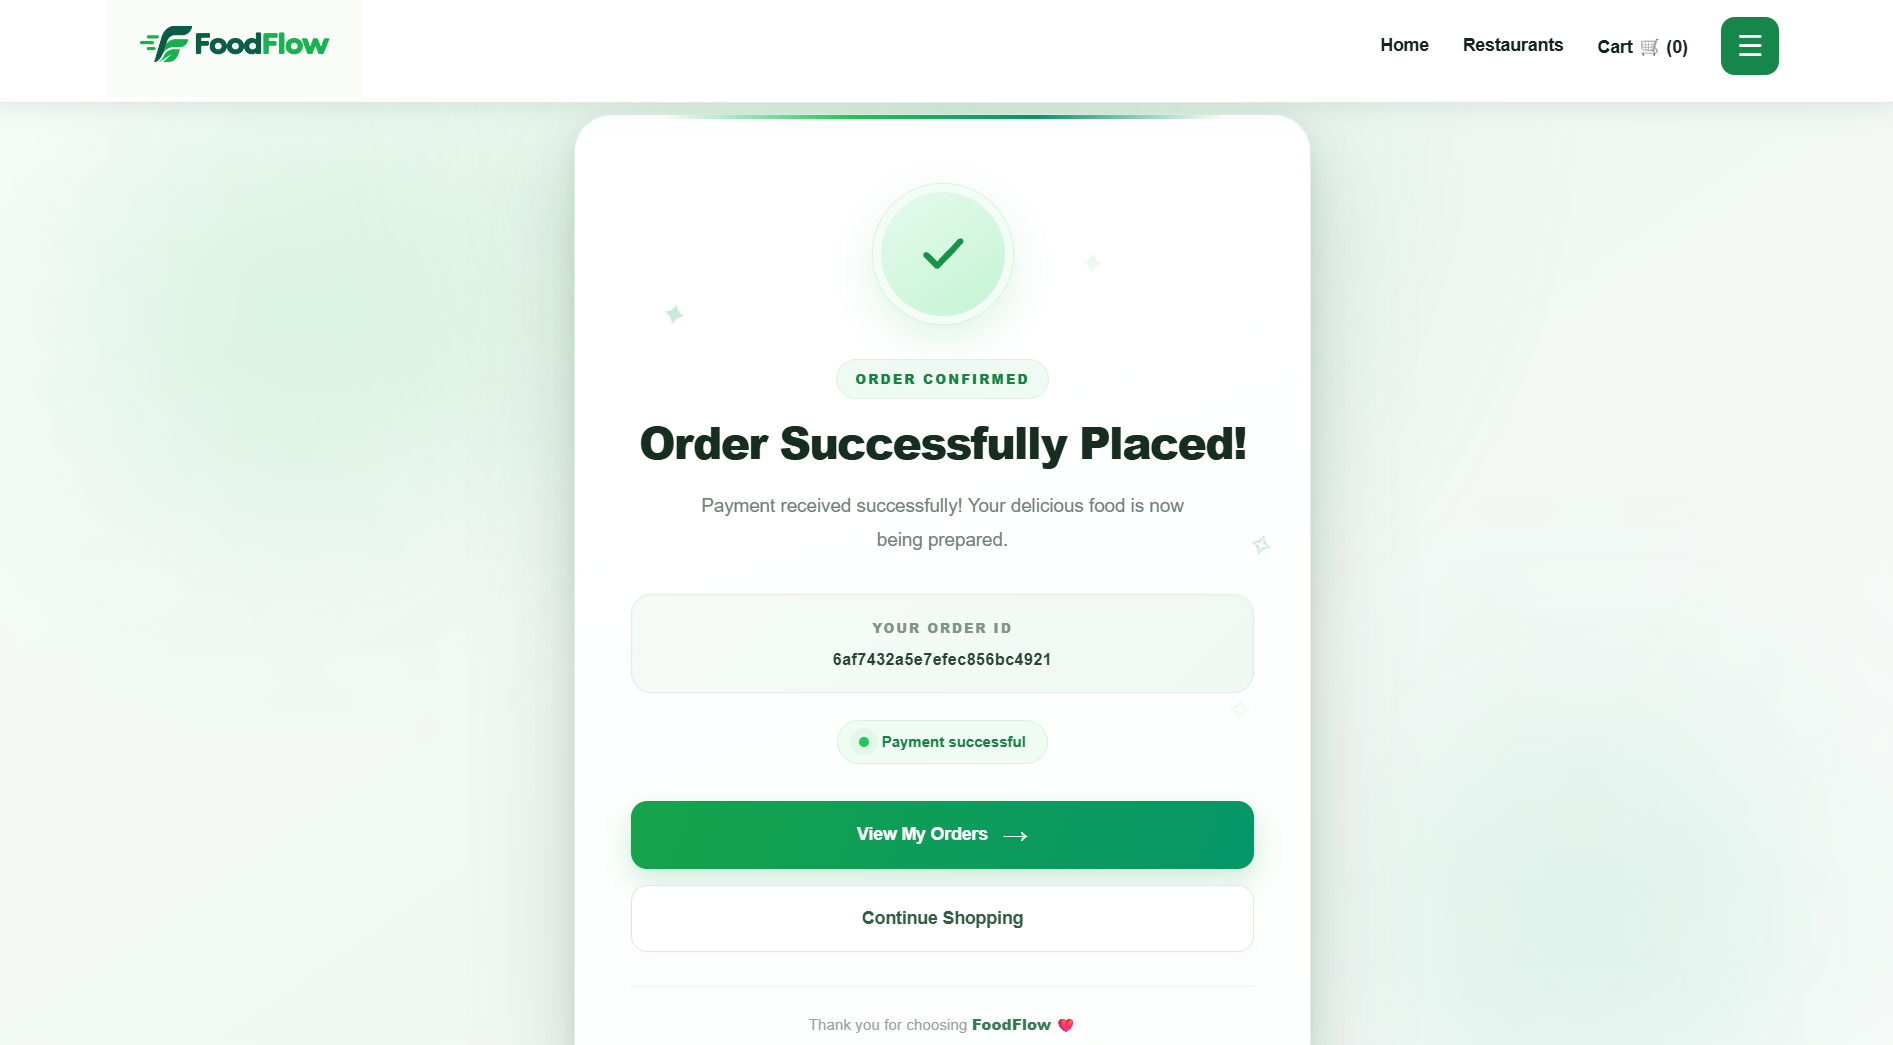 FoodFlow
Home
Restaurants
Cart 🛒 (0)
ORDER CONFIRMED
Order Successfully Placed!
Payment received successfully! Your delicious food is now
being prepared.
YOUR ORDER ID
6af7432a5e7efec856bc4921
Payment successful
View My Orders →
Continue Shopping
Thank you for choosing FoodFlow ❤️